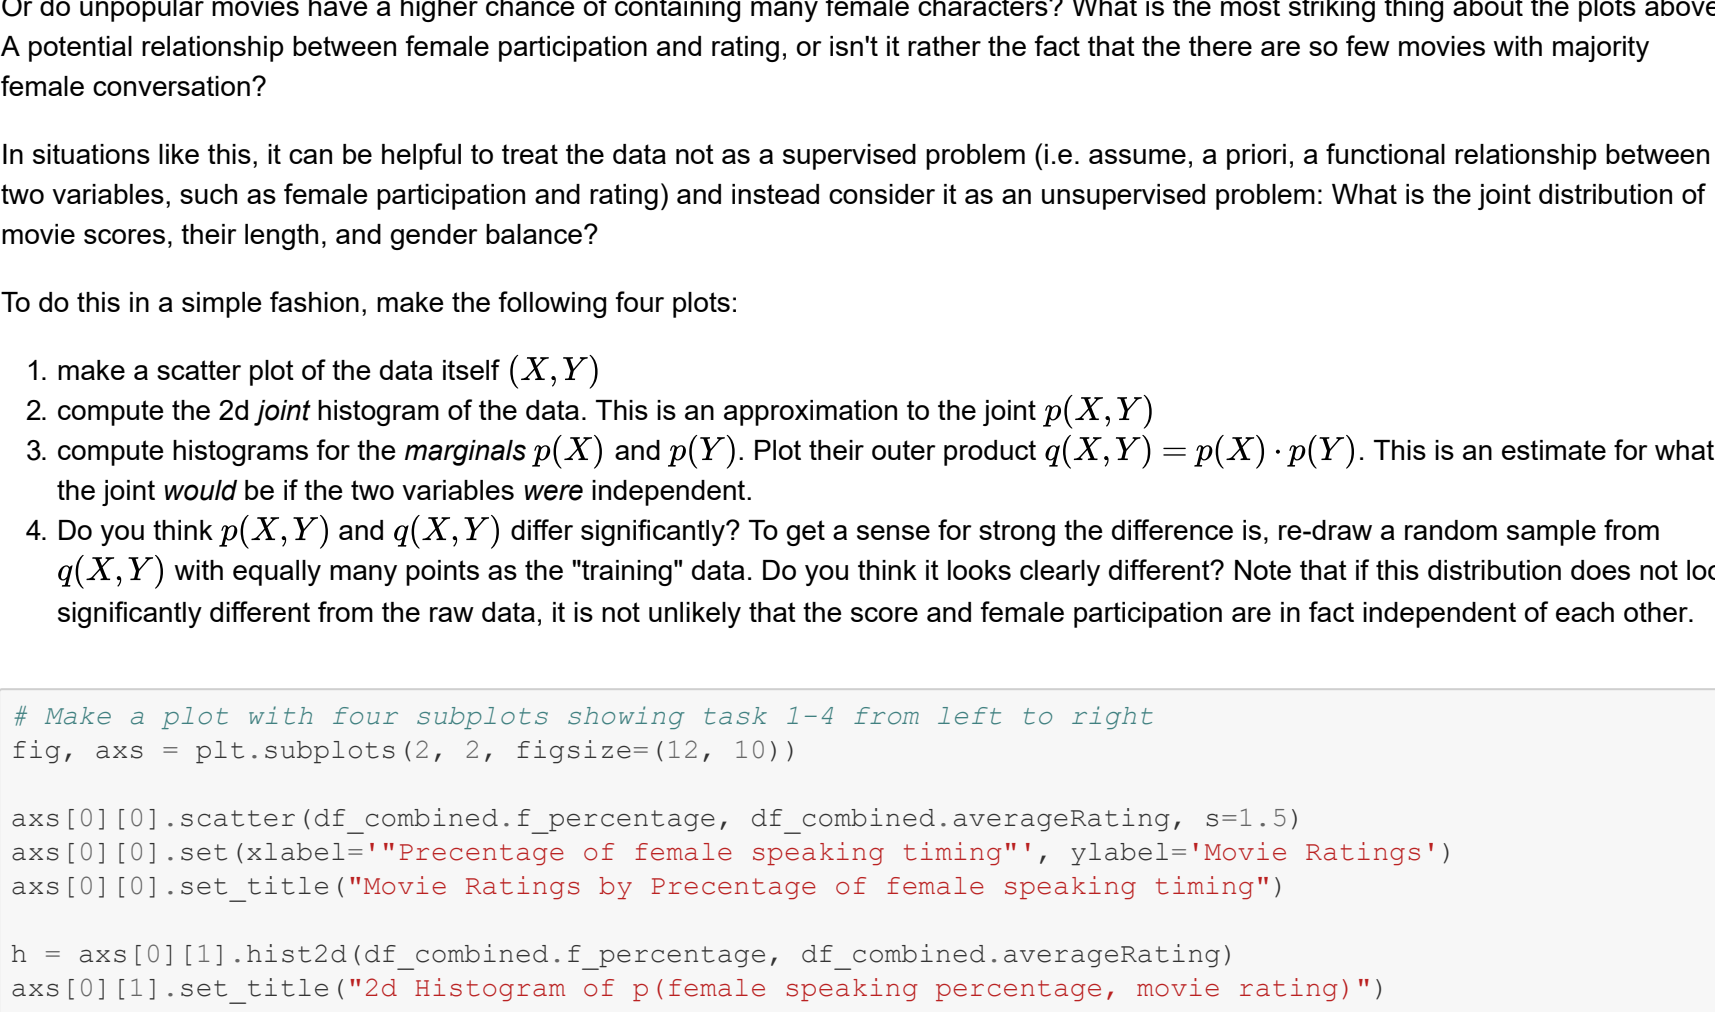 Or do unpopular movies have a higher chance of containing many female characters? What is the most striking thing about the plots above
A potential relationship between female participation and rating, or isn't it rather the fact that the there are so few movies with majority
female conversation?
In situations like this, it can be helpful to treat the data not as a supervised problem (i.e. assume, a priori, a functional relationship between
two variables, such as female participation and rating) and instead consider it as an unsupervised problem: What is the joint distribution of
movie scores, their length, and gender balance?
To do this in a simple fashion, make the following four plots:
1. make a scatter plot of the data itself (X, Y)
2. compute the 2d joint histogram of the data. This is an approximation to the joint p(X, Y)
3. compute histograms for the marginals p(X) and p(Y). Plot their outer product q(X, Y) = p(X) · p(Y). This is an estimate for what
the joint would be if the two variables were independent.
4. Do you think p(X, Y) and q(X, Y) differ significantly? To get a sense for strong the difference is, re-draw a random sample from
q(X, Y) with equally many points as the "training" data. Do you think it looks clearly different? Note that if this distribution does not loo
significantly different from the raw data, it is not unlikely that the score and female participation are in fact independent of each other.
# Make a plot with four subplots showing task 1-4 from left to right
fig, axs = plt.subplots(2, 2, figsize=(12, 10))
axs[0][0].scatter(df_combined.f_percentage, df_combined.averageRating, s=1.5)
axs[0][0].set(xlabel='"Precentage of female speaking timing"', ylabel='Movie Ratings')
axs[0][0].set_title("Movie Ratings by Precentage of female speaking timing")
h = axs[0][1].hist2d(df_combined.f_percentage, df_combined.averageRating)
axs[0][1].set_title("2d Histogram of p(female speaking percentage, movie rating)")